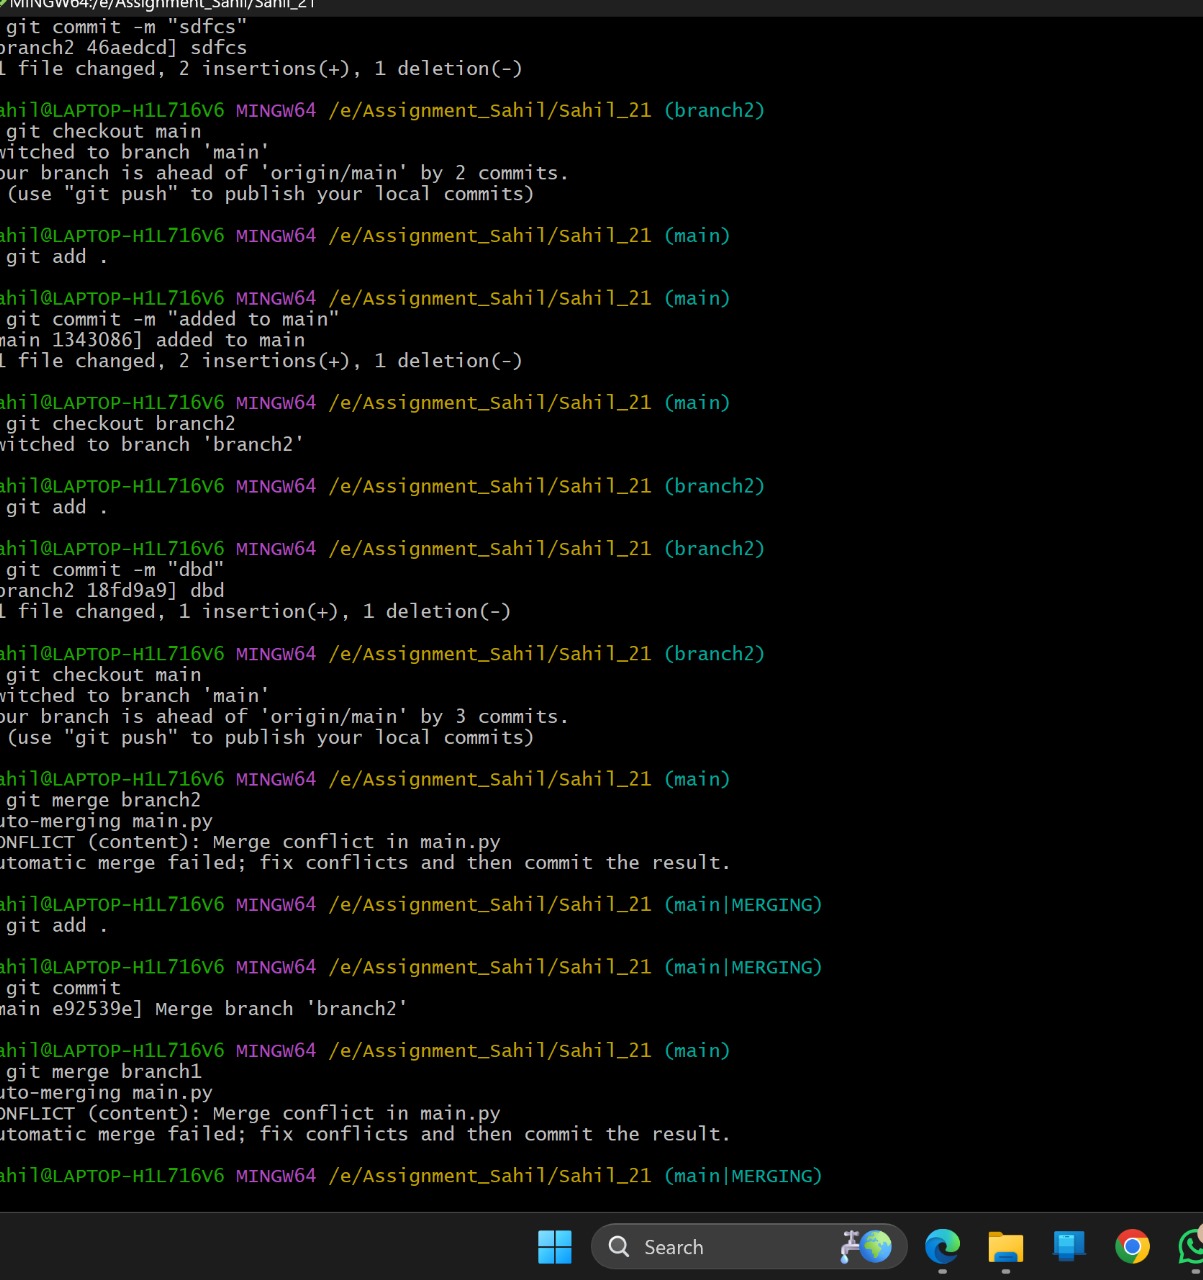 MINGW64:/e/Assignment_Sahil/Sahil_21
git commit -m "sdfcs"
branch2 46aedcd] sdfcs
1 file changed, 2 insertions(+), 1 deletion(-)
ahil@LAPTOP-H1L716V6 MINGW64 /e/Assignment_Sahil/Sahil_21 (branch2)
git checkout main
witched to branch 'main'
our branch is ahead of 'origin/main' by 2 commits.
(use "git push" to publish your local commits)
ahil@LAPTOP-H1L716V6 MINGW64 /e/Assignment_Sahil/Sahil_21 (main)
git add .
ahil@LAPTOP-H1L716V6 MINGW64 /e/Assignment_Sahil/Sahil_21 (main)
git commit -m "added to main"
main 1343086] added to main
1 file changed, 2 insertions(+), 1 deletion(-)
ahil@LAPTOP-H1L716V6 MINGW64 /e/Assignment_Sahil/Sahil_21 (main)
git checkout branch2
witched to branch 'branch2'
ahil@LAPTOP-H1L716V6 MINGW64 /e/Assignment_Sahil/Sahil_21 (branch2)
git add .
ahil@LAPTOP-H1L716V6 MINGW64 /e/Assignment_Sahil/Sahil_21 (branch2)
git commit -m "dbd"
branch2 18fd9a9] dbd
1 file changed, 1 insertion(+), 1 deletion(-)
ahil@LAPTOP-H1L716V6 MINGW64 /e/Assignment_Sahil/Sahil_21 (branch2)
git checkout main
witched to branch 'main'
our branch is ahead of 'origin/main' by 3 commits.
(use "git push" to publish your local commits)
ahil@LAPTOP-H1L716V6 MINGW64 /e/Assignment_Sahil/Sahil_21 (main)
git merge branch2
uto-merging main.py
ONFLICT (content): Merge conflict in main.py
utomatic merge failed; fix conflicts and then commit the result.
ahil@LAPTOP-H1L716V6 MINGW64 /e/Assignment_Sahil/Sahil_21 (main|MERGING)
git add .
ahil@LAPTOP-H1L716V6 MINGW64 /e/Assignment_Sahil/Sahil_21 (main|MERGING)
git commit
main e92539e] Merge branch 'branch2'
ahil@LAPTOP-H1L716V6 MINGW64 /e/Assignment_Sahil/Sahil_21 (main)
git merge branch1
uto-merging main.py
ONFLICT (content): Merge conflict in main.py
utomatic merge failed; fix conflicts and then commit the result.
ahil@LAPTOP-H1L716V6 MINGW64 /e/Assignment_Sahil/Sahil_21 (main|MERGING)
Search